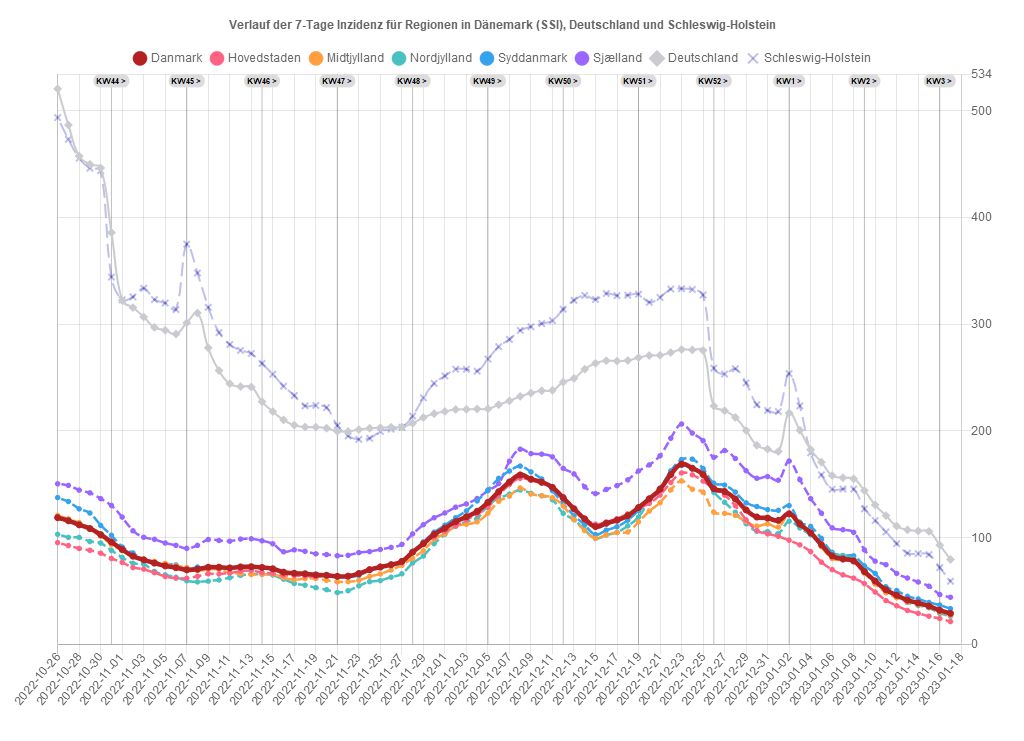 Verlauf der 7-Tage Inzidenz für Regionen in Dänemark (SSI), Deutschland und Schleswig-Holstein
Danmark Hovedstaden Midtjylland Nordjylland Syddanmark Sjælland Deutschland Schleswig-Holstein
KW44 > KW45 > KW46 > KW47 > KW48 > KW49 > KW50 > KW51 > KW52 > KW1 > KW2 > KW3 >
534
500
400
300
200
100
0
2022-10-26 2022-10-28 2022-10-30 2022-11-01 2022-11-03 2022-11-05 2022-11-07 2022-11-09 2022-11-11 2022-11-13 2022-11-15 2022-11-17 2022-11-19 2022-11-21 2022-11-23 2022-11-25 2022-11-27 2022-11-29 2022-12-01 2022-12-03 2022-12-05 2022-12-07 2022-12-09 2022-12-11 2022-12-13 2022-12-15 2022-12-17 2022-12-19 2022-12-21 2022-12-23 2022-12-25 2022-12-27 2022-12-29 2022-12-31 2023-01-02 2023-01-04 2023-01-06 2023-01-08 2023-01-10 2023-01-12 2023-01-14 2023-01-16 2023-01-18